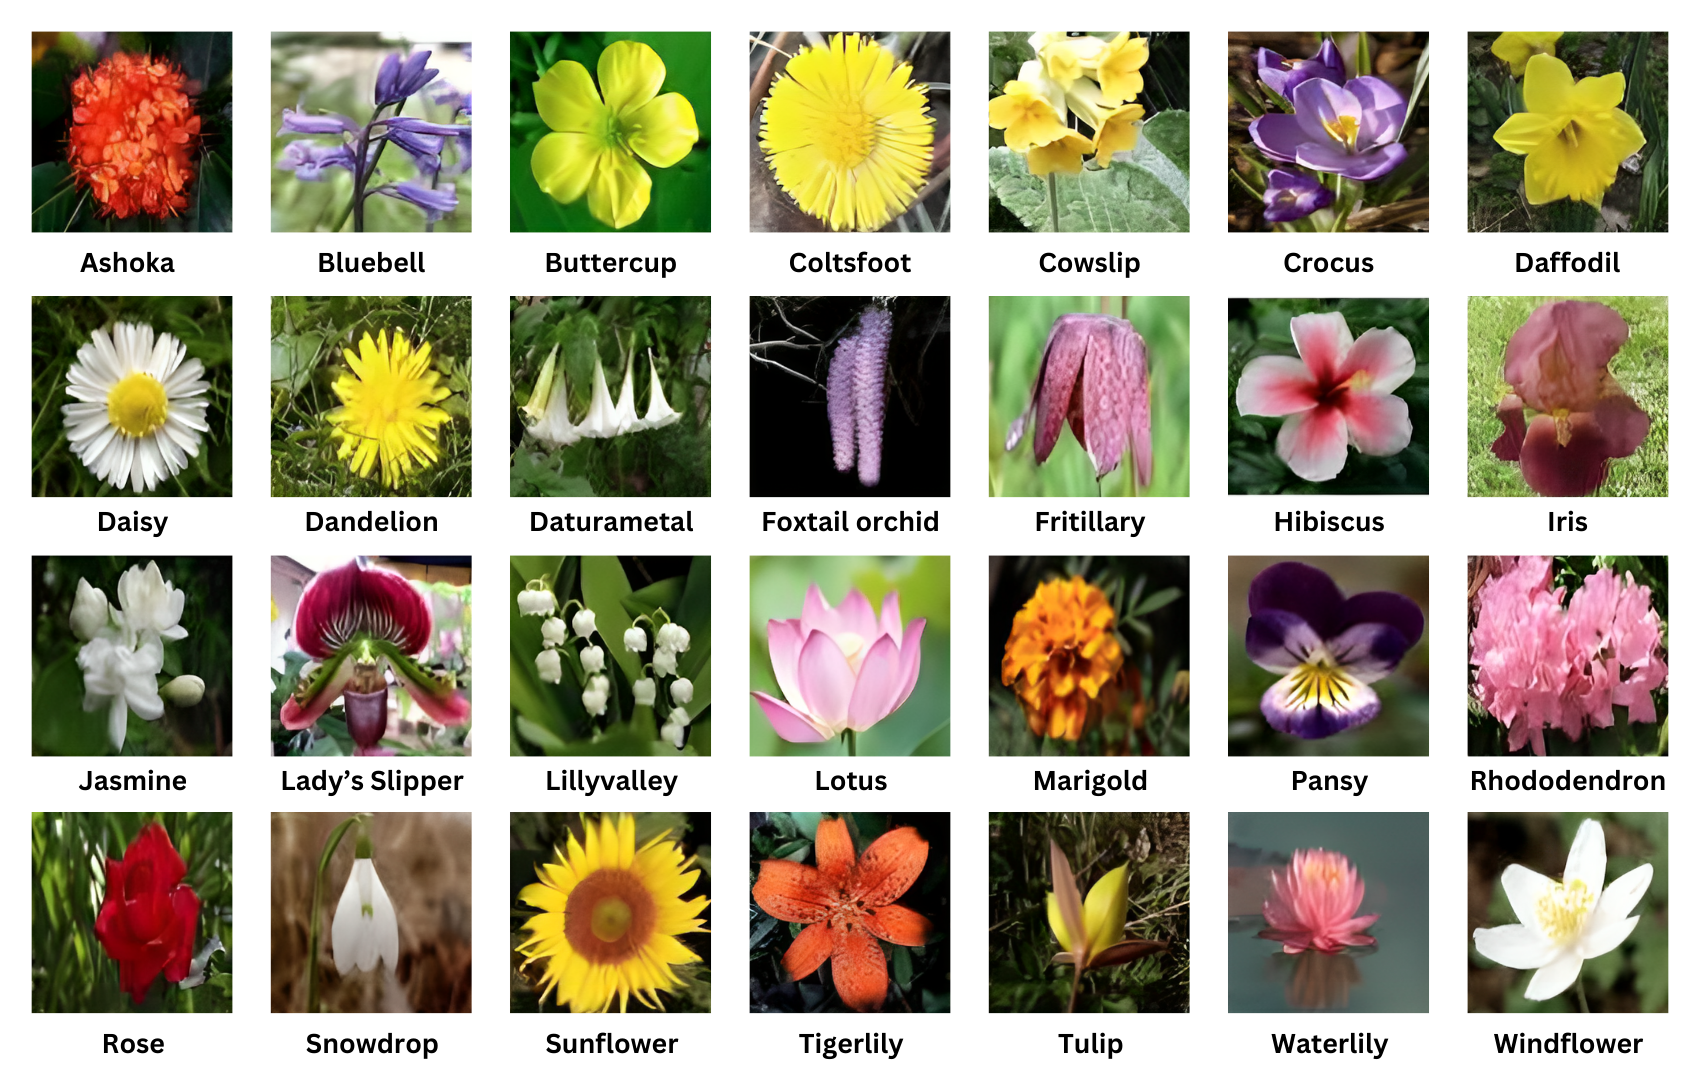 Ashoka
Bluebell
Buttercup
Coltsfoot
Cowslip
Crocus
Daffodil
Daisy
Dandelion
Daturametal
Foxtail orchid
Fritillary
Hibiscus
Iris
Jasmine
Lady’s Slipper
Lillyvalley
Lotus
Marigold
Pansy
Rhododendron
Rose
Snowdrop
Sunflower
Tigerlily
Tulip
Waterlily
Windflower